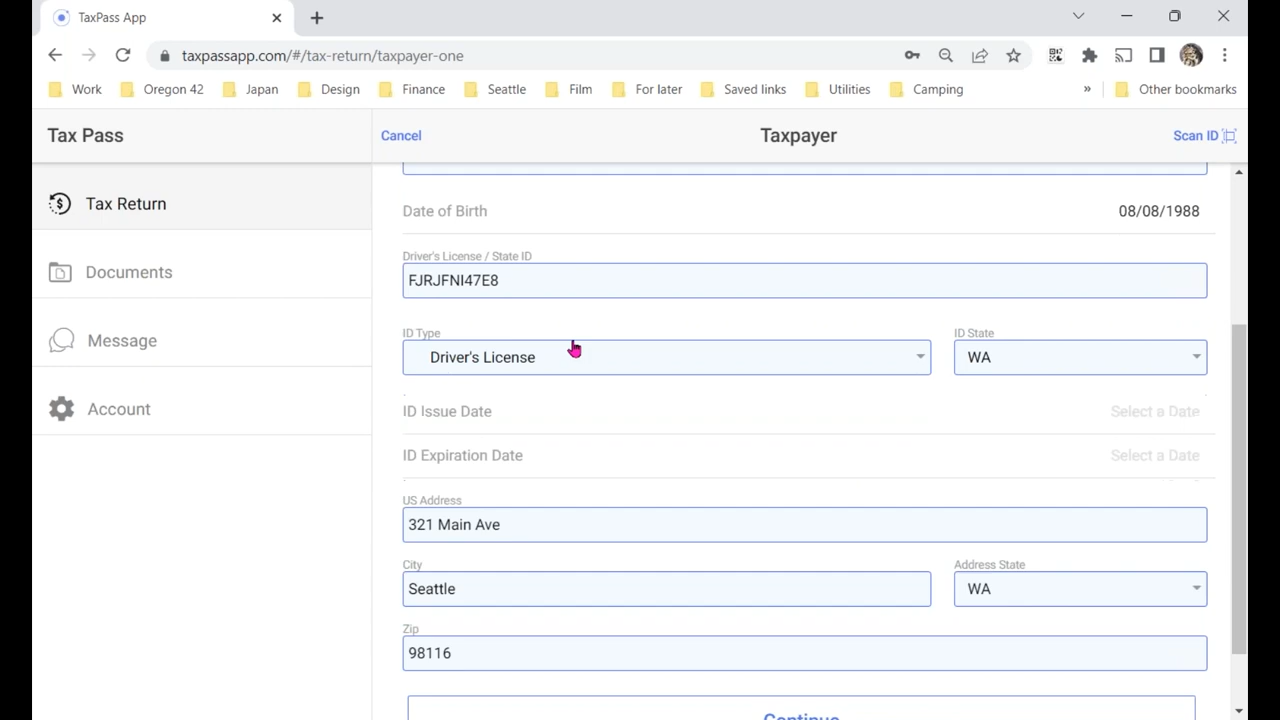 TaxPass App
taxpassapp.com/#/tax-return/taxpayer-one
Work Oregon 42 Japan Design Finance Seattle Film For later Saved links Utilities Camping » Other bookmarks
Tax Pass
Cancel
Taxpayer
Scan ID
Tax Return
Documents
Message
Account
Date of Birth 08/08/1988
Driver's License / State ID
FJRJFNI47E8
ID Type ID State
Driver's License WA
ID Issue Date Select a Date
ID Expiration Date Select a Date
US Address
321 Main Ave
City Address State
Seattle WA
Zip
98116
Continue